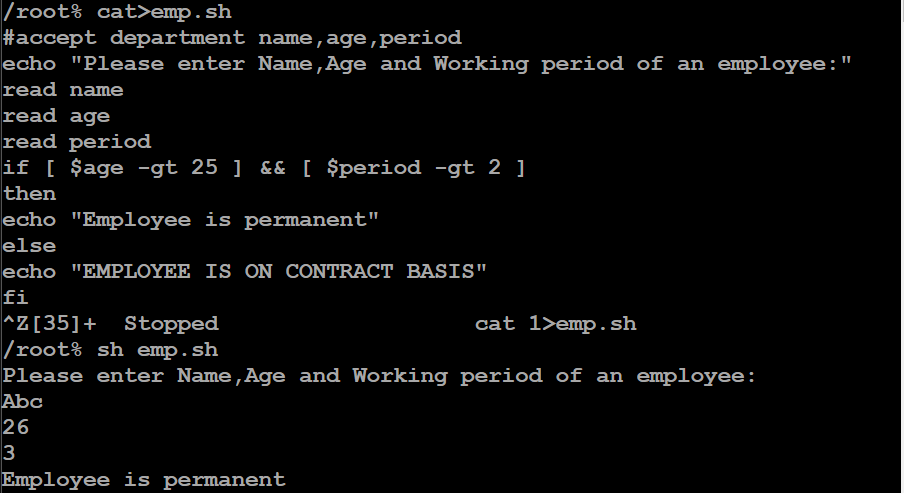 /root% cat>emp.sh
#accept department name,age,period
echo "Please enter Name,Age and Working period of an employee:"
read name
read age
read period
if [ $age -gt 25 ] && [ $period -gt 2 ]
then
echo "Employee is permanent"
else
echo "EMPLOYEE IS ON CONTRACT BASIS"
fi
^Z[35]+  Stopped                   cat 1>emp.sh
/root% sh emp.sh
Please enter Name,Age and Working period of an employee:
Abc
26
3
Employee is permanent